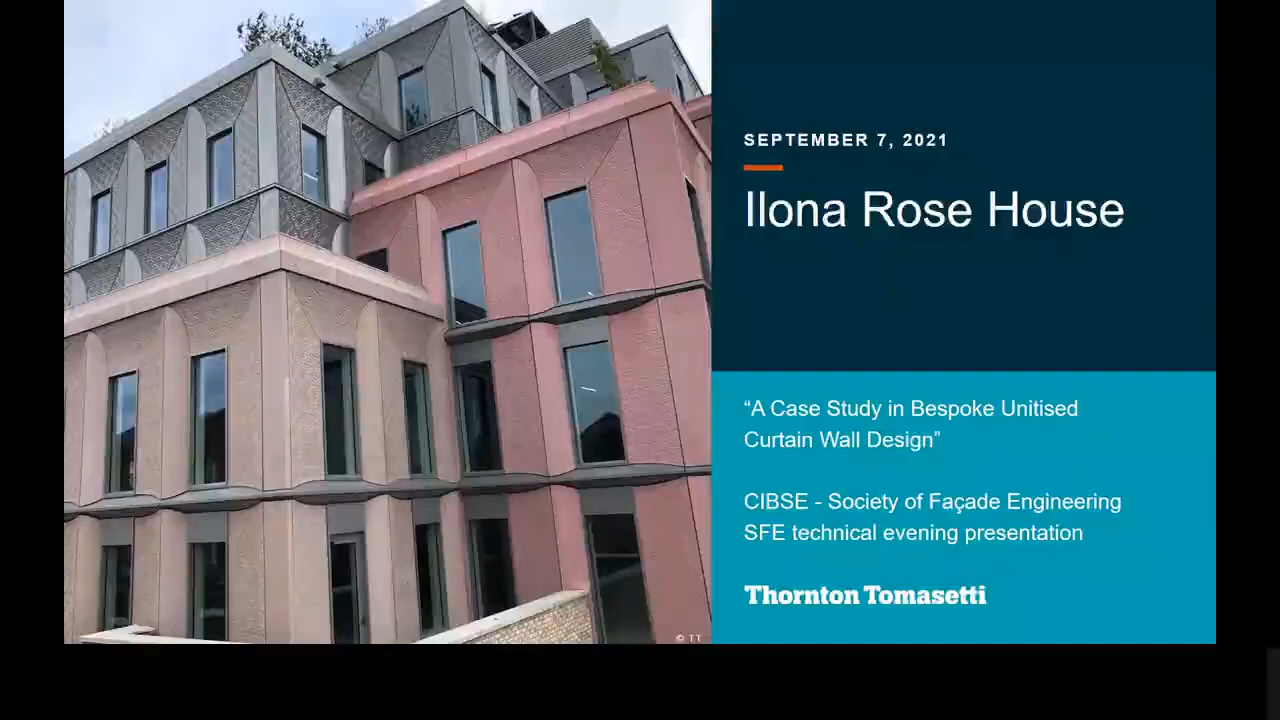 SEPTEMBER 7, 2021
Ilona Rose House
“A Case Study in Bespoke Unitised
Curtain Wall Design”
CIBSE - Society of Façade Engineering
SFE technical evening presentation
Thornton Tomasetti
© TT